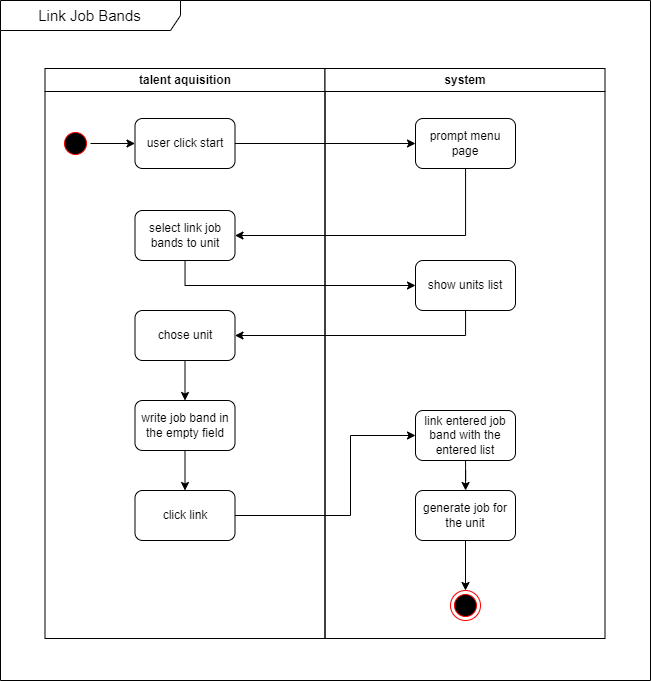 Link Job Bands
talent aquisition
system
user click start
prompt menu
page
select link job
bands to unit
show units list
chose unit
write job band in
the empty field
link entered job
band with the
entered list
click link
generate job for
the unit